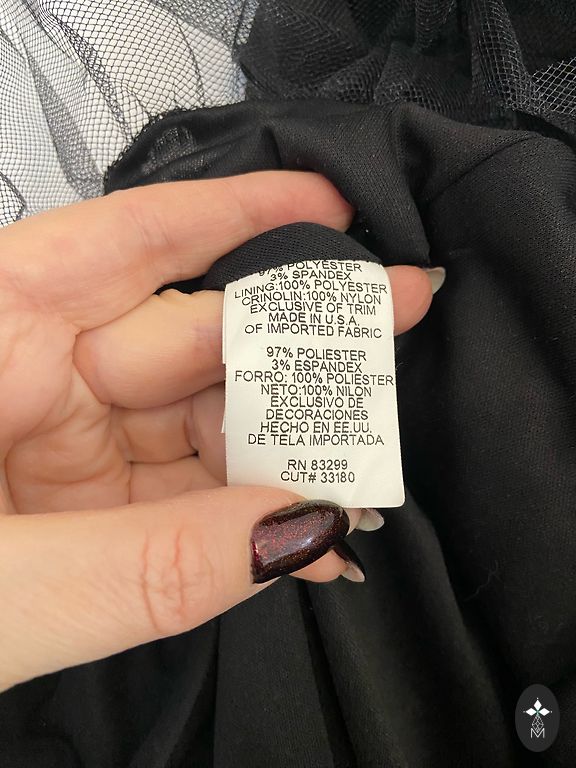 97% POLYESTER
3% SPANDEX
LINING:100% POLYESTER
CRINOLIN:100% NYLON
EXCLUSIVE OF TRIM
MADE IN U.S.A.
OF IMPORTED FABRIC
97% POLIESTER
3% ESPANDEX
FORRO: 100% POLIESTER
NETO:100% NILON
EXCLUSIVO DE
DECORACIONES
HECHO EN EE.UU.
DE TELA IMPORTADA
RN 83299
CUT# 33180
M